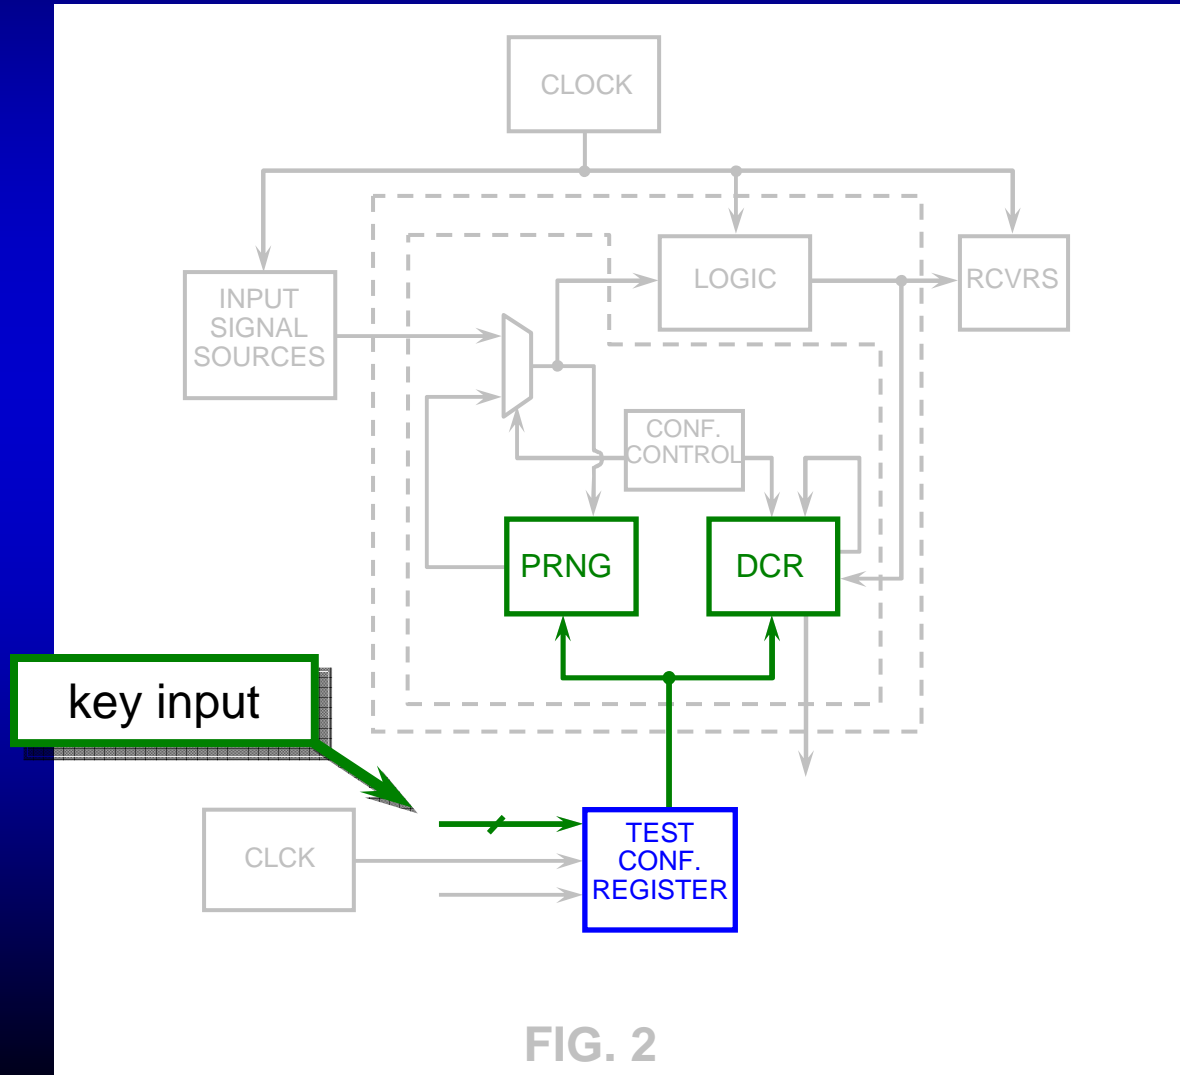 CLOCK
INPUT
SIGNAL
SOURCES
LOGIC
RCVRS
CONF.
CONTROL
PRNG
DCR
key input
CLCK
TEST
CONF.
REGISTER
FIG. 2